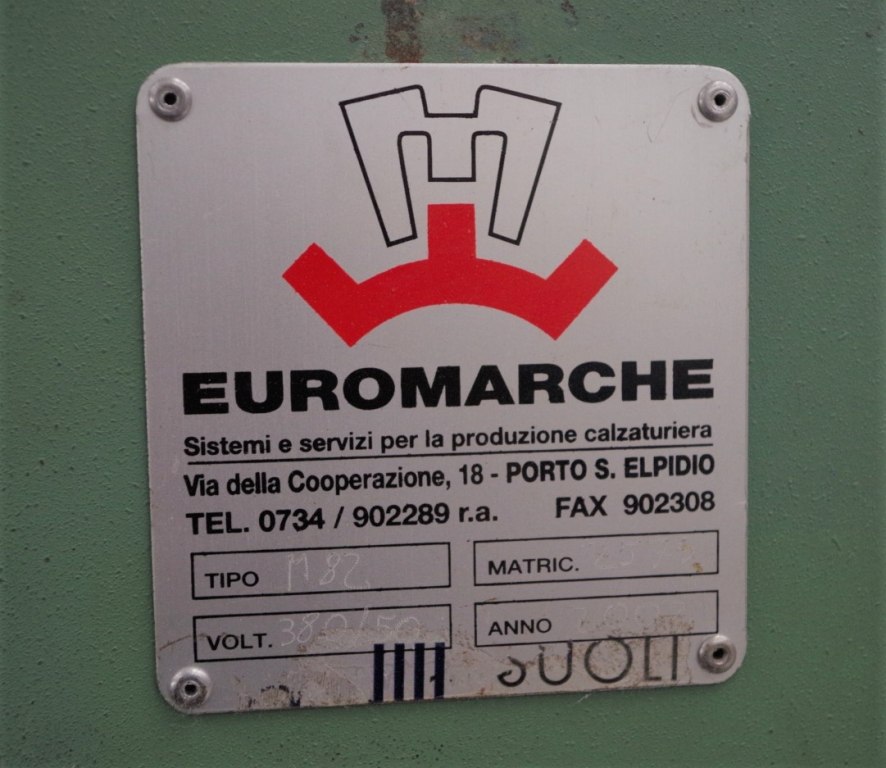 EUROMARCHE
Sistemi e servizi per la produzione calzaturiera
Via della Cooperazione, 18 - PORTO S. ELPIDIO
TEL. 0734 / 902289 r.a. FAX 902308
TIPO M 82 MATRIC.
VOLT. 380/50 ANNO
SUOLI